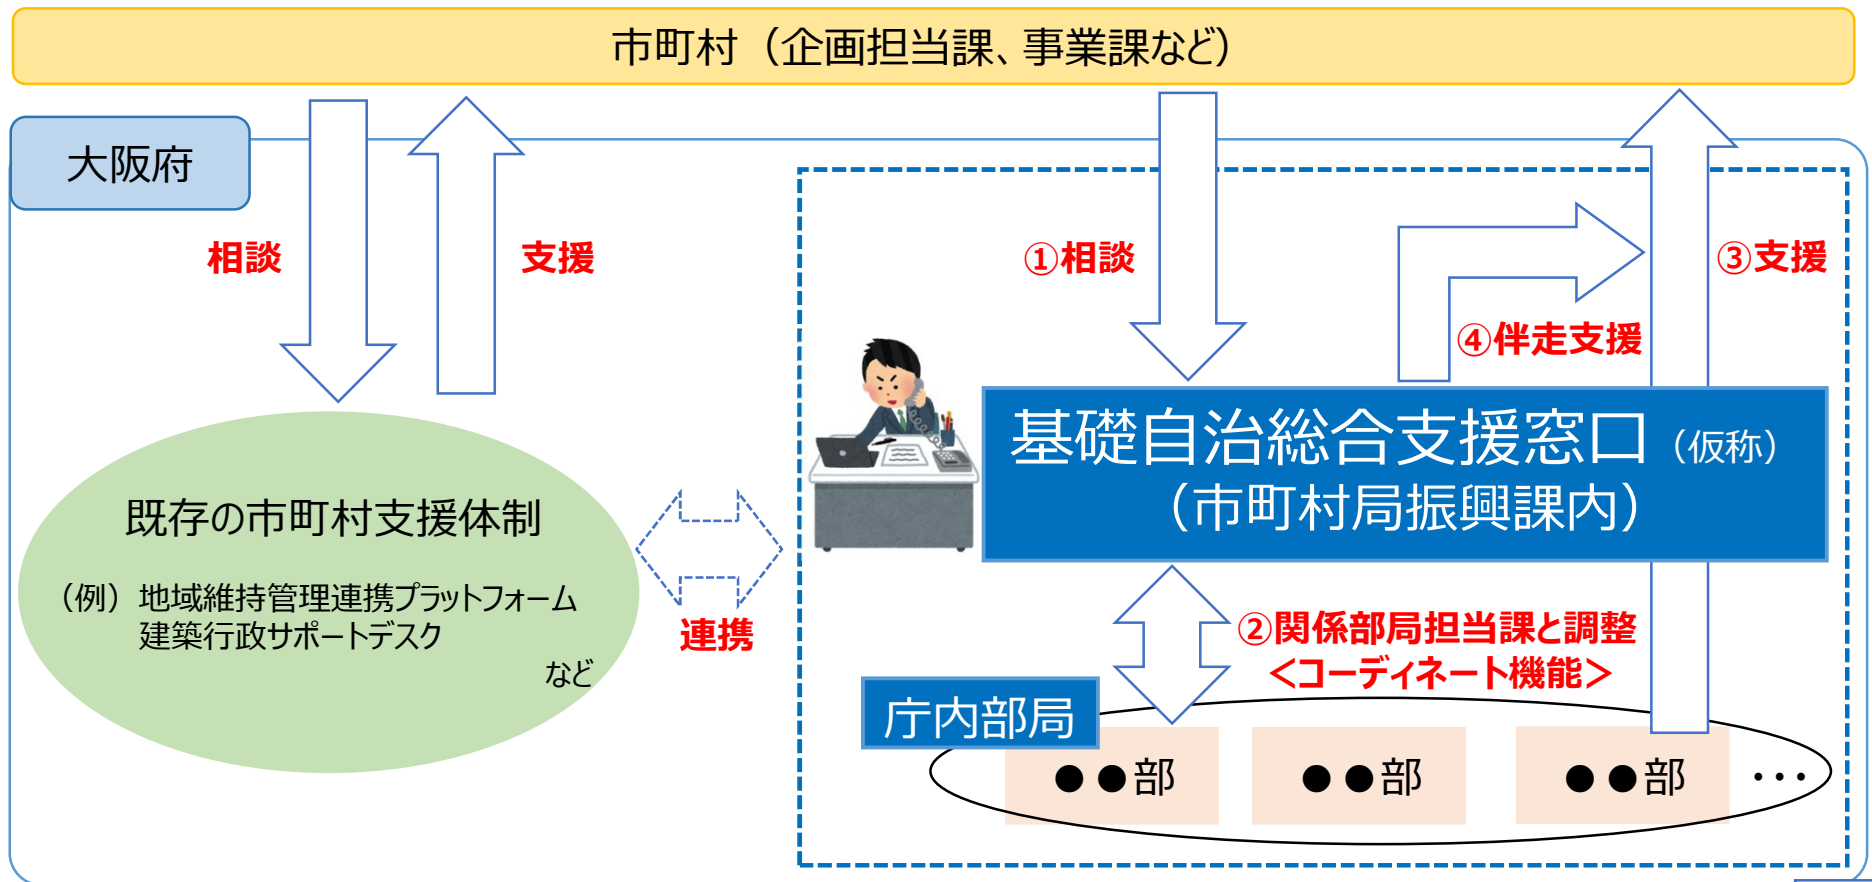 市町村（企画担当課、事業課など）
大阪府
相談
支援
①相談
③支援
④伴走支援
基礎自治総合支援窓口（仮称）
（市町村局振興課内）
既存の市町村支援体制
（例）地域維持管理連携プラットフォーム
建築行政サポートデスク
など
連携
②関係部局担当課と調整
＜コーディネート機能＞
庁内部局
●●部
●●部
●●部
・・・